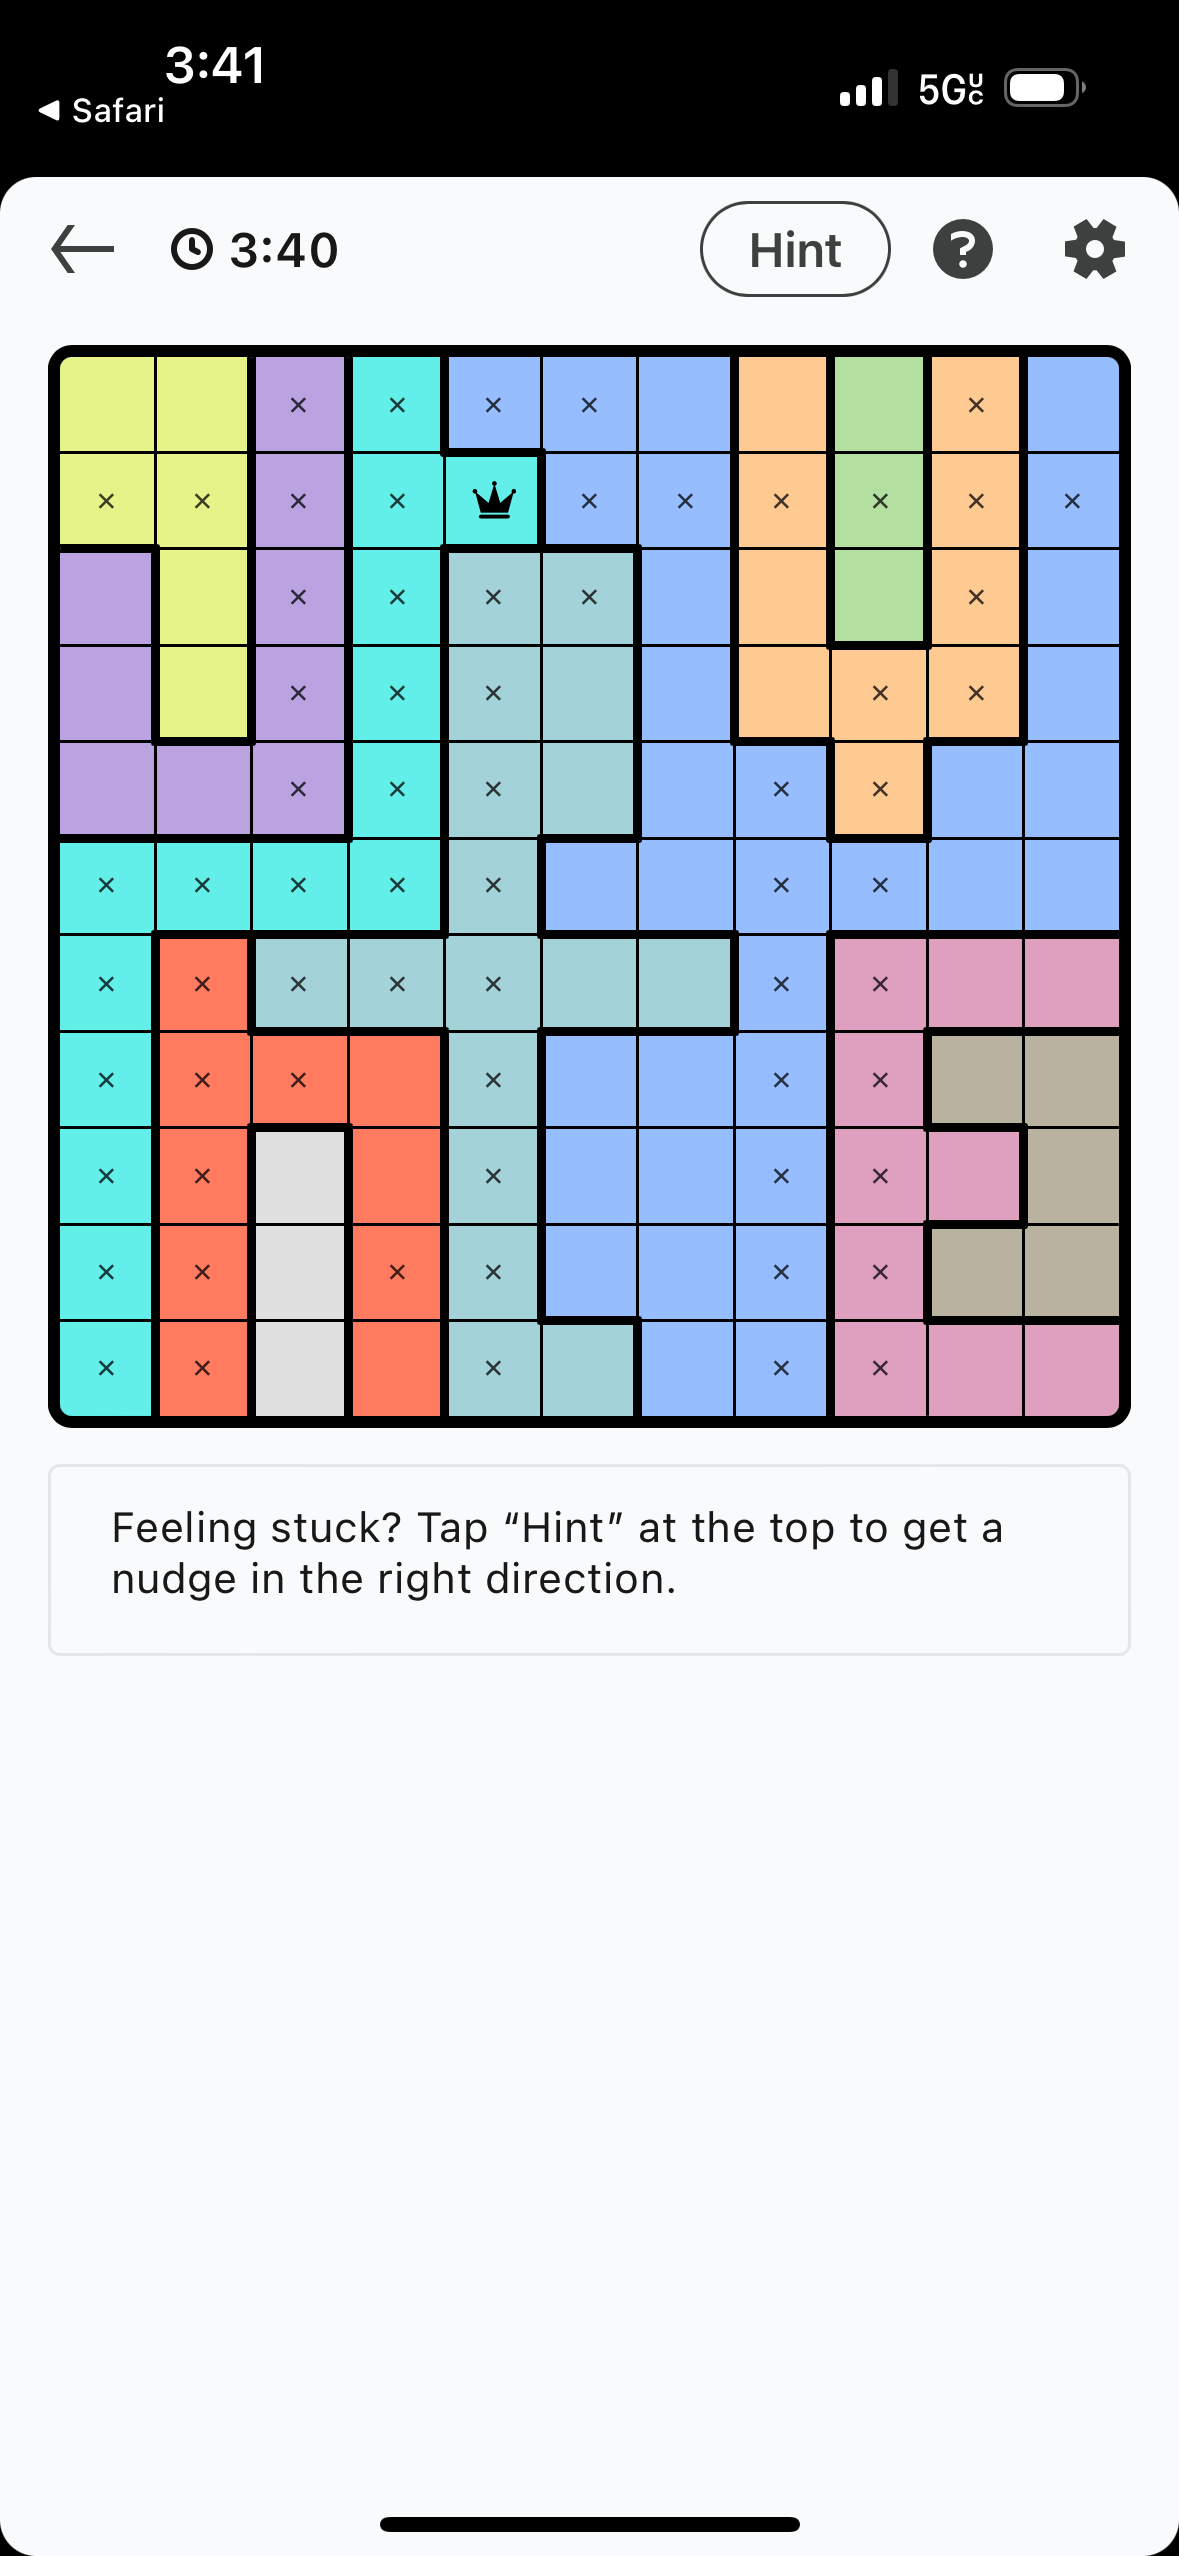 3:41
Safari
5G UC
3:40
Hint
?
Feeling stuck? Tap “Hint” at the top to get a
nudge in the right direction.